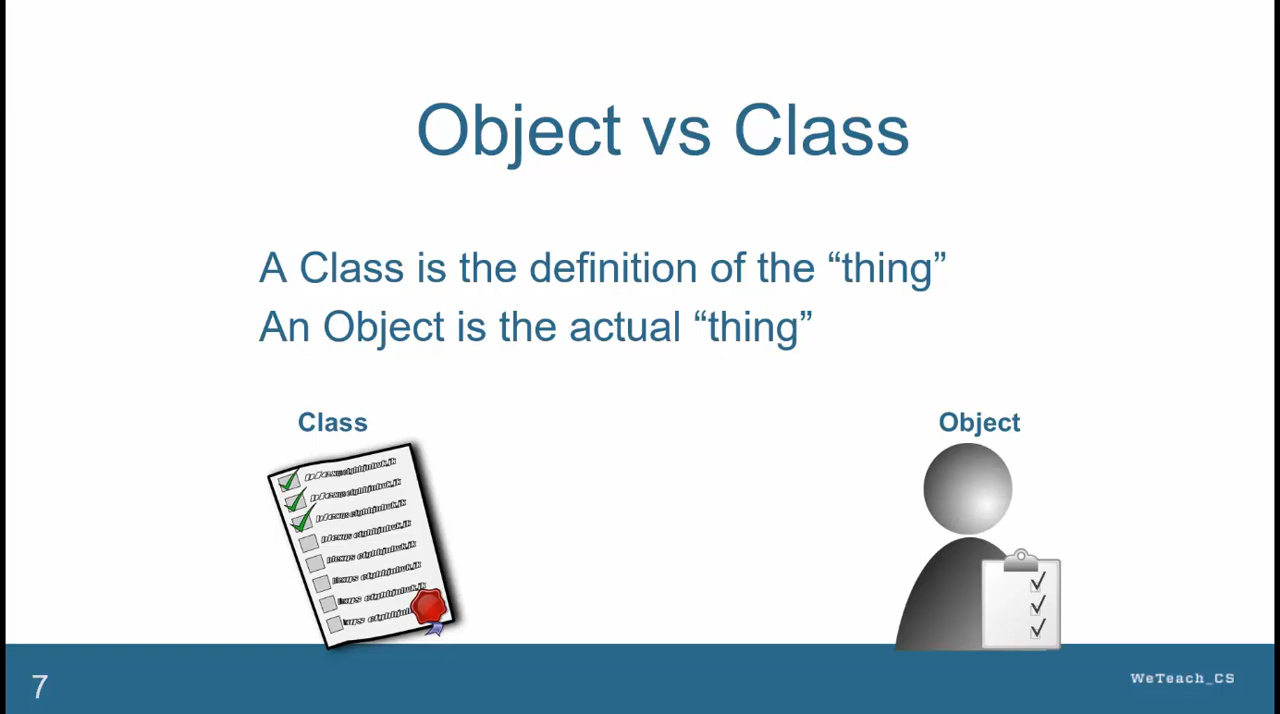 Object vs Class
A Class is the definition of the “thing”
An Object is the actual “thing”
Class
Object
7
WeTeach_CS